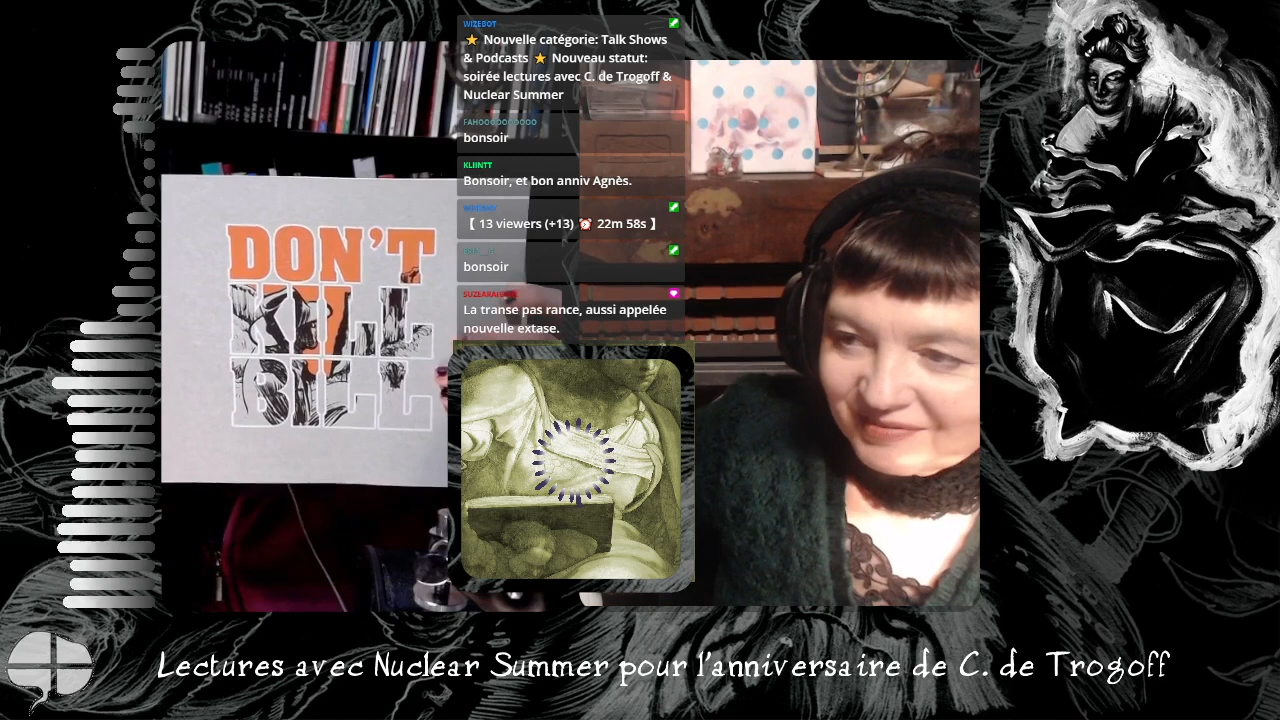 WIZEBOT
⭐ Nouvelle catégorie: Talk Shows
& Podcasts ⭐ Nouveau statut:
soirée lectures avec C. de Trogoff &
Nuclear Summer
bonsoir
KLIINTT
Bonsoir, et bon anniv Agnès.
WIZEBOT
【 13 viewers (+13) ⏰ 22m 58s 】
bonsoir
La transe pas rance, aussi appelée
nouvelle extase.
DON'T
KILL
BILL
Lectures avec Nuclear Summer pour l'anniversaire de C. de Trogoff